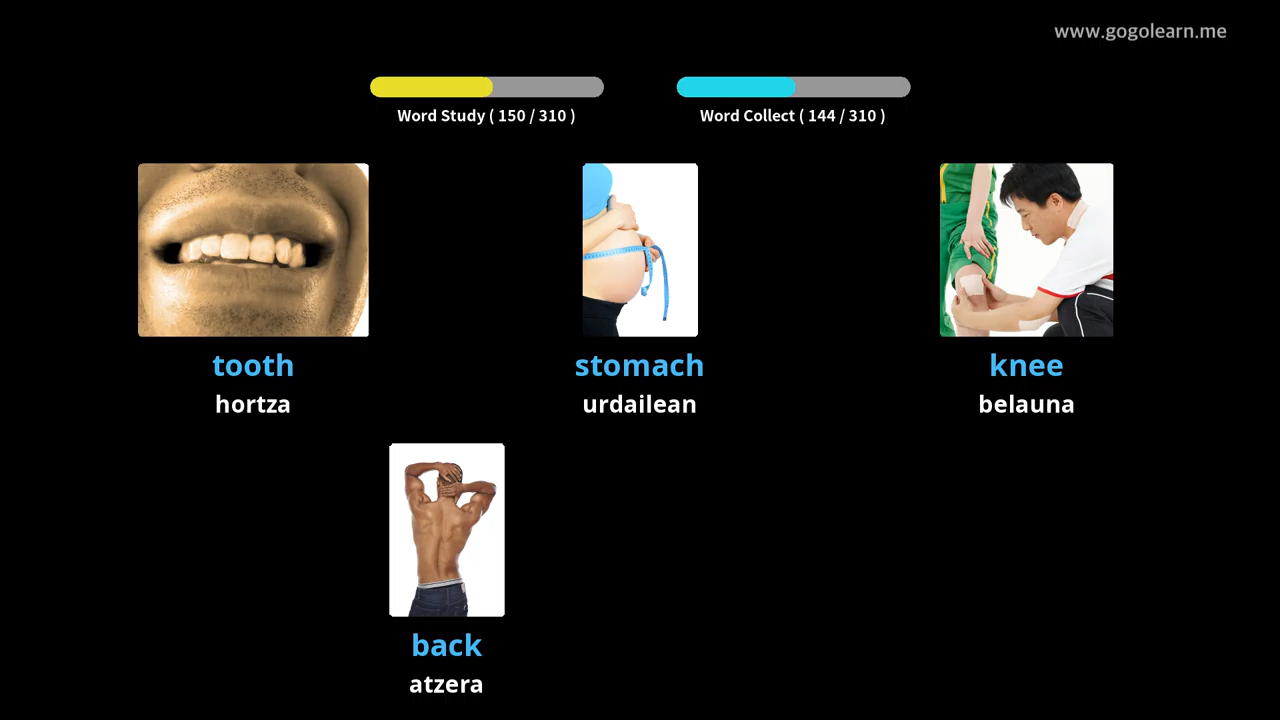 www.gogolearn.me
Word Study ( 150 / 310 )
Word Collect ( 144 / 310 )
tooth
hortza
stomach
urdailean
knee
belauna
back
atzera